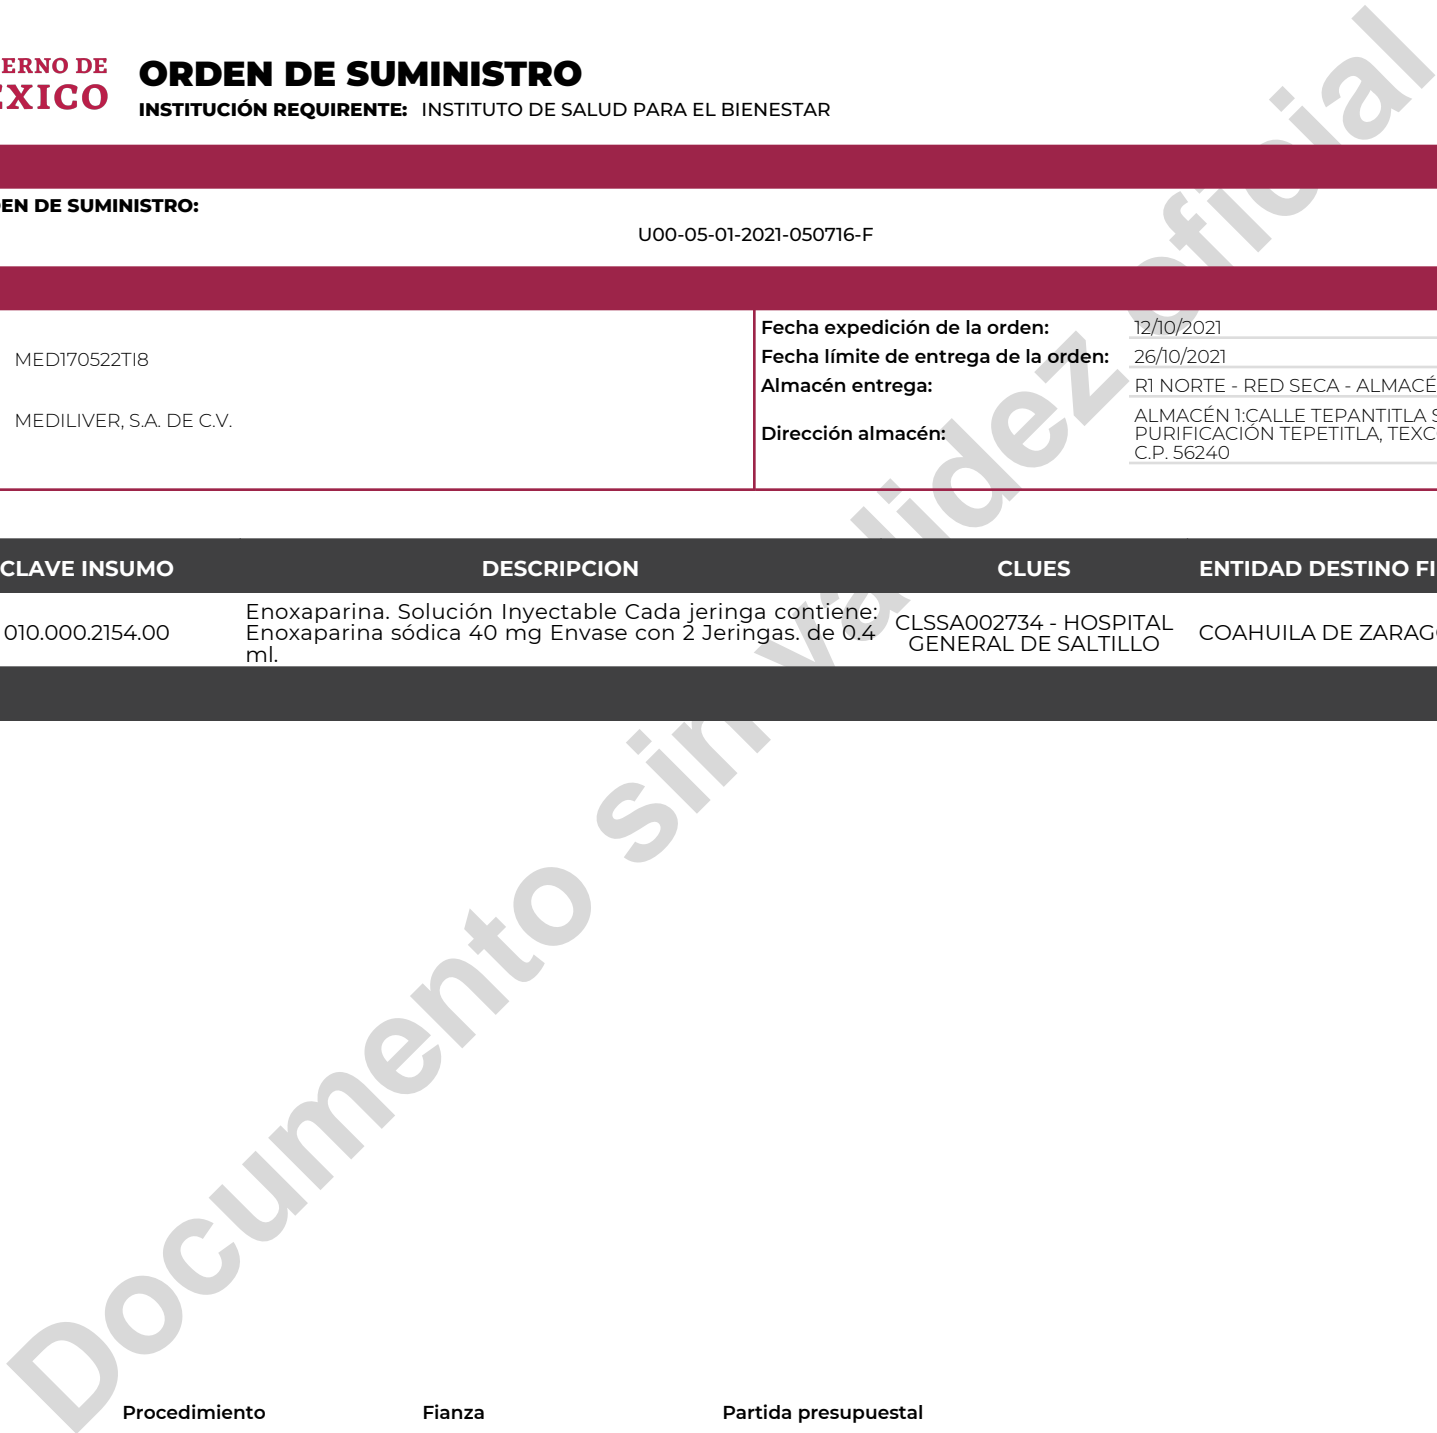 ERNO DE
ORDEN DE SUMINISTRO
EXICO
INSTITUCIÓN REQUIRENTE: INSTITUTO DE SALUD PARA EL BIENESTAR
EN DE SUMINISTRO:
U00-05-01-2021-050716-F
Fecha expedición de la orden: 12/10/2021
MED170522TI8
Fecha límite de entrega de la orden: 26/10/2021
Almacén entrega: R1 NORTE - RED SECA - ALMACÉ
MEDILIVER, S.A. DE C.V.
Dirección almacén:
ALMACÉN 1:CALLE TEPANTITLA S
PURIFICACIÓN TEPETITLA, TEXC
C.P. 56240
CLAVE INSUMO DESCRIPCION CLUES ENTIDAD DESTINO FI
010.000.2154.00
Enoxaparina. Solución Inyectable Cada jeringa contiene:
Enoxaparina sódica 40 mg Envase con 2 Jeringas. de 0.4
ml.
CLSSA002734 - HOSPITAL
GENERAL DE SALTILLO
COAHUILA DE ZARAG
Documento sin validez oficial
Procedimiento Fianza Partida presupuestal